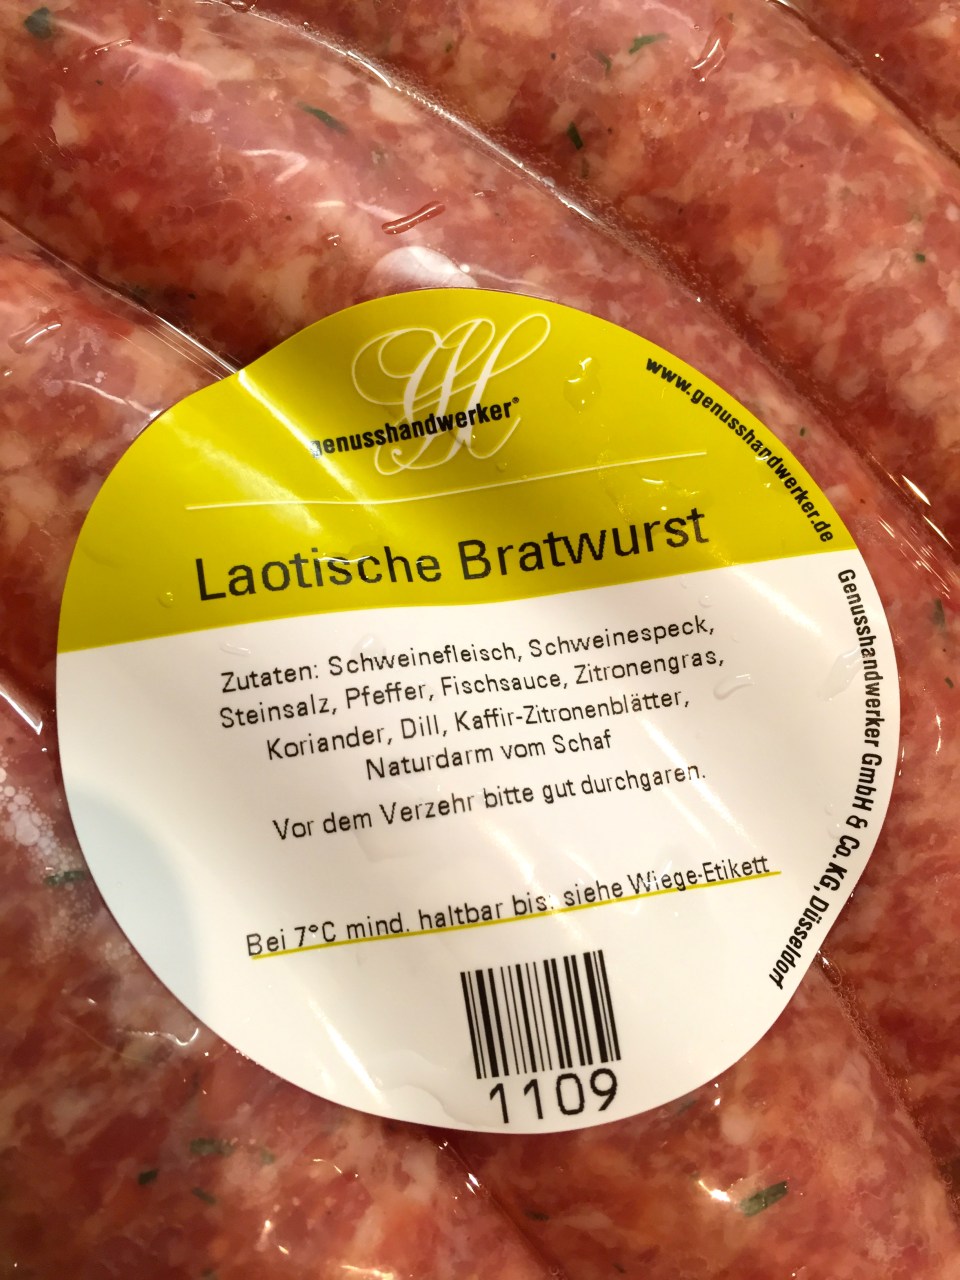 GH
genusshandwerker®
www.genusshandwerker.de
Laotische Bratwurst
Zutaten: Schweinefleisch, Schweinespeck,
Steinsalz, Pfeffer, Fischsauce, Zitronengras,
Koriander, Dill, Kaffir-Zitronenblätter,
Naturdarm vom Schaf
Vor dem Verzehr bitte gut durchgaren.
Bei 7°C mind. haltbar bis: siehe Wiege-Etikett
1109
Genusshandwerker GmbH & Co. KG, Düsseldorf